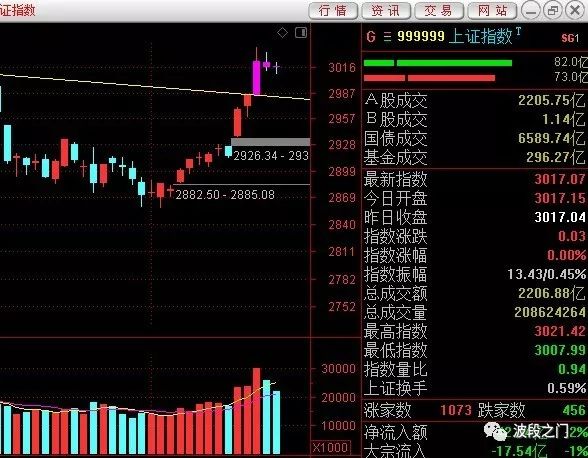 证指数
行情 资讯 交易 网站
G 三 999999 上证指数T SG1
82.0亿
73.0亿
A股成交 2205.75亿
B股成交 1.14亿
国债成交 6589.74亿
基金成交 296.27亿
最新指数 3017.07
今日开盘 3017.15
昨日收盘 3017.04
指数涨跌 0.03
指数涨幅 0.00%
指数振幅 13.43/0.45%
总成交额 2206.88亿
总成交量 208624264
最高指数 3021.42
最低指数 3007.99
指数量比 0.94
上证换手 0.59%
涨家数 1073 跌家数 456
净流入额 2%
大宗流入 -17.54亿 -1%
波段之门
3016
2987
2957
2928
2899
2869
2840
2811
2782
2752
2926.34 - 293
2882.50 - 2885.08
30000
20000
10000
X1000